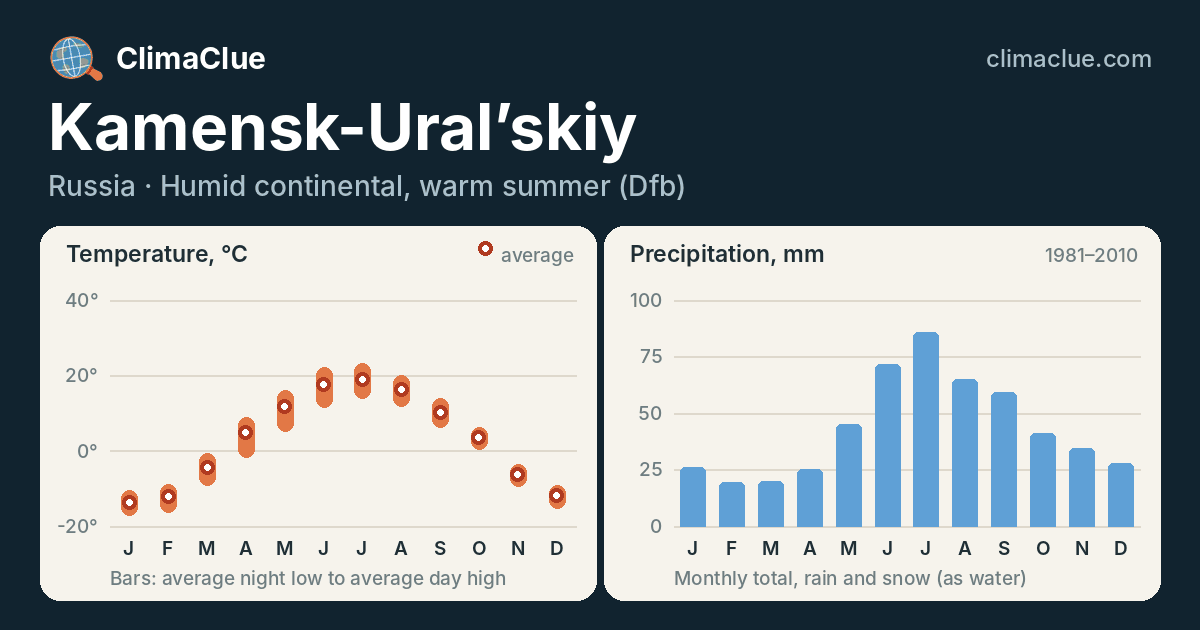 ClimaClue
climaclue.com
Kamensk-Ural’skiy
Russia · Humid continental, warm summer (Dfb)
Temperature, °C
average
40°
20°
0°
-20°
J F M A M J J A S O N D
Bars: average night low to average day high
Precipitation, mm
1981–2010
100
75
50
25
0
J F M A M J J A S O N D
Monthly total, rain and snow (as water)